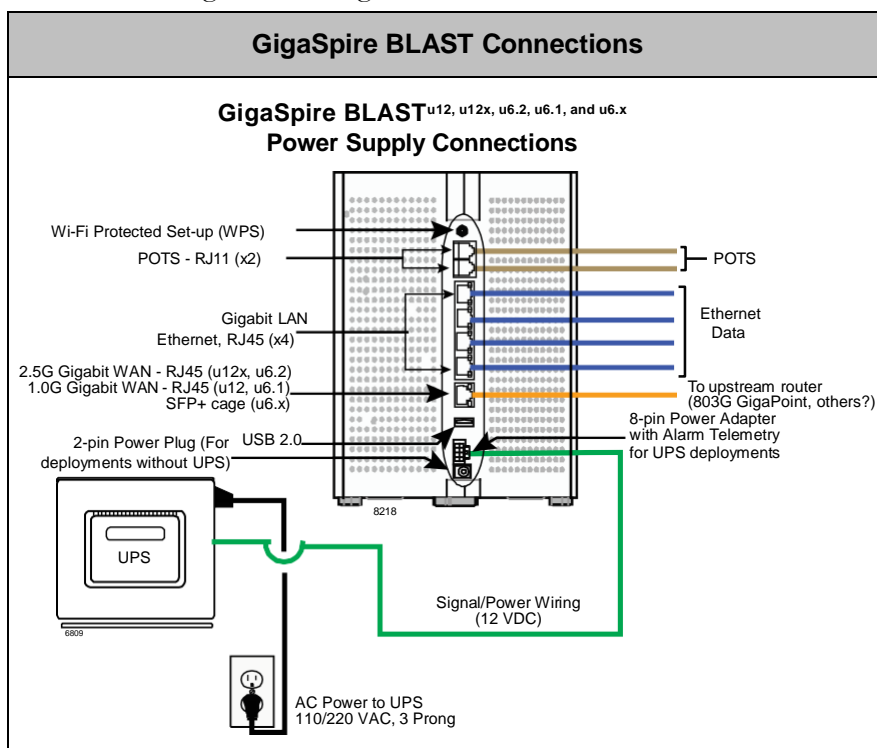 GigaSpire BLAST Connections
GigaSpire BLAST u12, u12x, u6.2, u6.1, and u6.x
Power Supply Connections
Wi-Fi Protected Set-up (WPS)
POTS - RJ11 (x2)
POTS
Gigabit LAN
Ethernet, RJ45 (x4)
Ethernet
Data
2.5G Gigabit WAN - RJ45 (u12x, u6.2)
1.0G Gigabit WAN - RJ45 (u12, u6.1)
SFP+ cage (u6.x)
To upstream router
(803G GigaPoint, others?)
USB 2.0
2-pin Power Plug (For
deployments without UPS)
8-pin Power Adapter
with Alarm Telemetry
for UPS deployments
8218
UPS
6809
Signal/Power Wiring
(12 VDC)
AC Power to UPS
110/220 VAC, 3 Prong